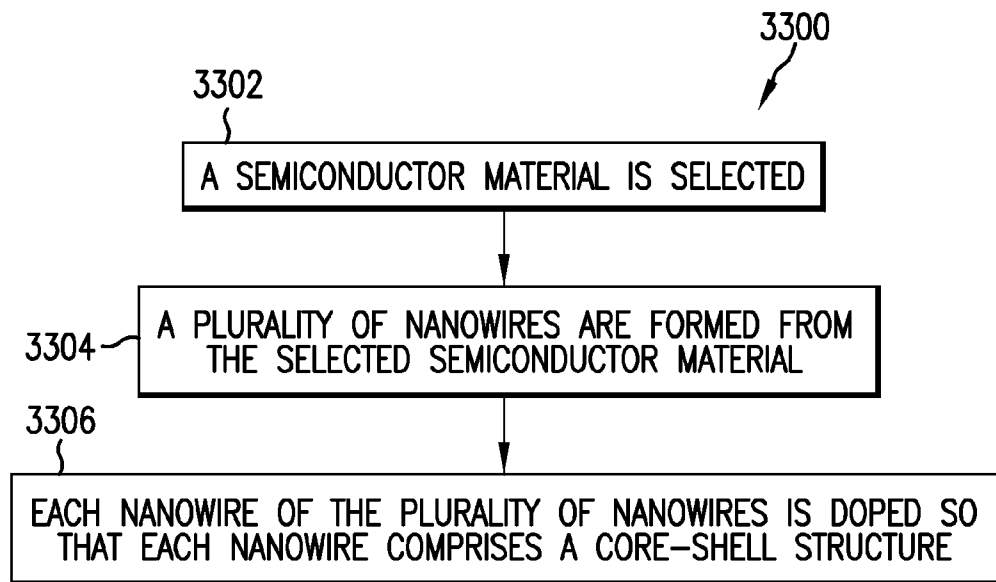 3300
3302
A SEMICONDUCTOR MATERIAL IS SELECTED
3304
A PLURALITY OF NANOWIRES ARE FORMED FROM
THE SELECTED SEMICONDUCTOR MATERIAL
3306
EACH NANOWIRE OF THE PLURALITY OF NANOWIRES IS DOPED SO
THAT EACH NANOWIRE COMPRISES A CORE–SHELL STRUCTURE